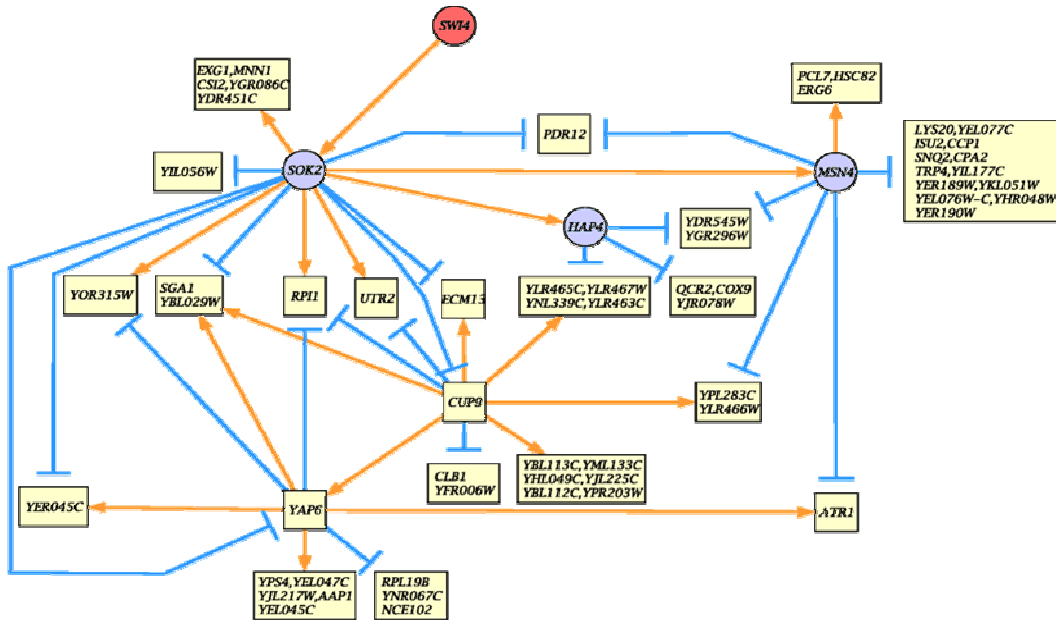 SWI4
EXG1,MNN1
CSI2,YGR086C
YDR451C
PCL7,HSC82
ERG6
PDR12
LYS20,YEL077C
ISU2,CCP1
SNQ2,CPA2
TRP4,YIL177C
YER189W,YKL051W
YEL076W-C,YHR048W
YER190W
YIL056W
SOK2
MSN4
HAP4
YDR545W
YGR296W
YOR315W
SGA1
YBL029W
RPI1
UTR2
ECM13
YLR465C,YLR467W
YNL339C,YLR463C
QCR2,COX9
YJR078W
CUP9
YPL283C
YLR466W
CLB1
YFR006W
YBL113C,YML133C
YHL049C,YJL225C
YBL112C,YPR203W
YER045C
YAP6
ATR1
YPS4,YEL047C
YJL217W,AAP1
YEL045C
RPL19B
YNR067C
NCE102